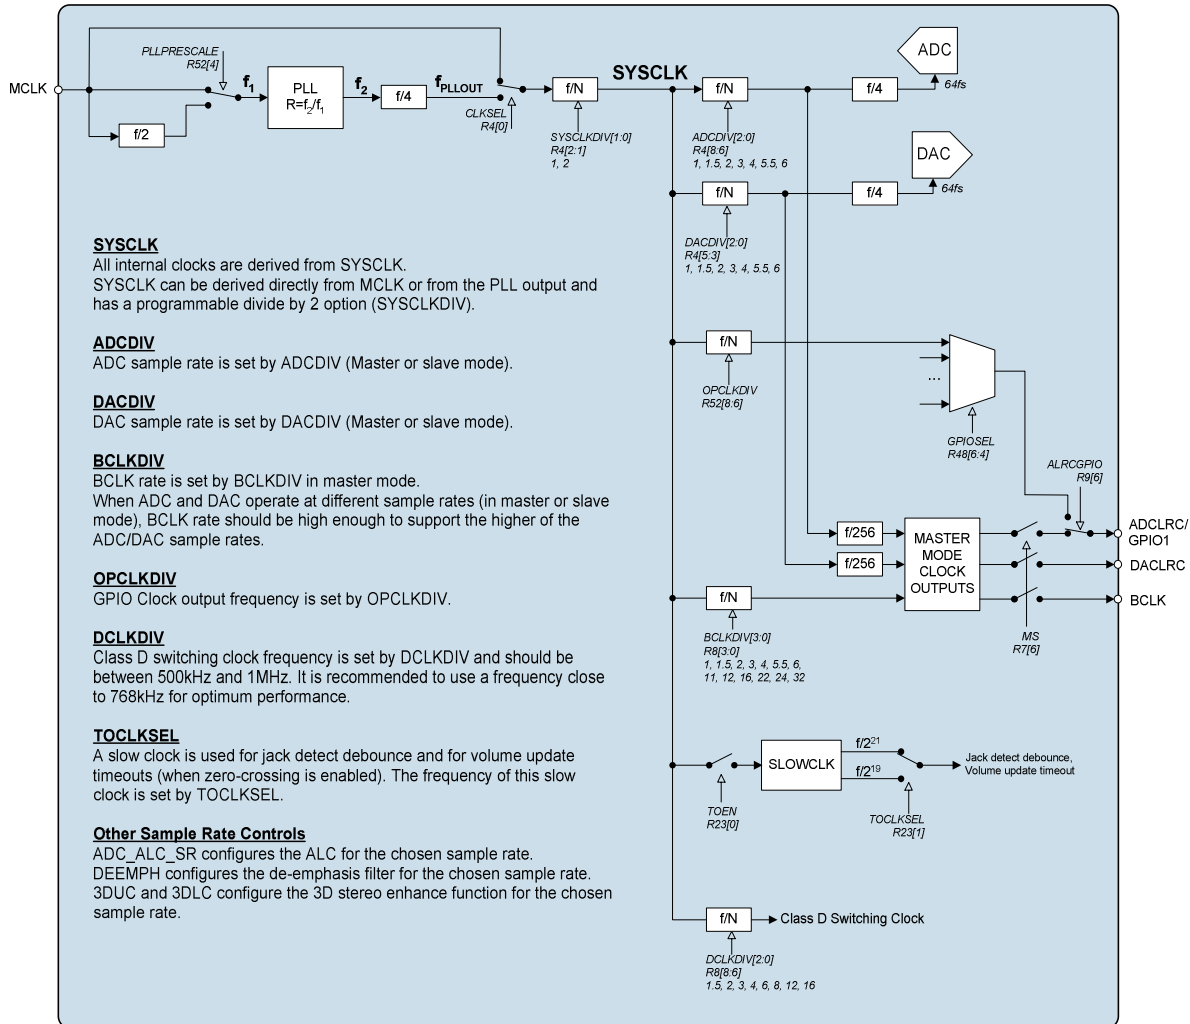 MCLK
PLLPRESCALE
R52[4]
f/2
f1
PLL
R=f2/f1
f2
f/4
fPLLOUT
CLKSEL
R4[0]
f/N
SYSCLKDIV[1:0]
R4[2:1]
1, 2
SYSCLK
f/N
ADCDIV[2:0]
R4[8:6]
1, 1.5, 2, 3, 4, 5.5, 6
f/4
ADC
64fs
f/N
DACDIV[2:0]
R4[5:3]
1, 1.5, 2, 3, 4, 5.5, 6
f/4
DAC
64fs
SYSCLK
All internal clocks are derived from SYSCLK.
SYSCLK can be derived directly from MCLK or from the PLL output and
has a programmable divide by 2 option (SYSCLKDIV).
ADCDIV
ADC sample rate is set by ADCDIV (Master or slave mode).
DACDIV
DAC sample rate is set by DACDIV (Master or slave mode).
BCLKDIV
BCLK rate is set by BCLKDIV in master mode.
When ADC and DAC operate at different sample rates (in master or slave
mode), BCLK rate should be high enough to support the higher of the
ADC/DAC sample rates.
OPCLKDIV
GPIO Clock output frequency is set by OPCLKDIV.
DCLKDIV
Class D switching clock frequency is set by DCLKDIV and should be
between 500kHz and 1MHz. It is recommended to use a frequency close
to 768kHz for optimum performance.
TOCLKSEL
A slow clock is used for jack detect debounce and for volume update
timeouts (when zero-crossing is enabled). The frequency of this slow
clock is set by TOCLKSEL.
Other Sample Rate Controls
ADC_ALC_SR configures the ALC for the chosen sample rate.
DEEMPH configures the de-emphasis filter for the chosen sample rate.
3DUC and 3DLC configure the 3D stereo enhance function for the chosen
sample rate.
f/N
OPCLKDIV
R52[8:6]
...
GPIOSEL
R48[6:4]
ALRCGPIO
R9[6]
f/256
f/256
MASTER
MODE
CLOCK
OUTPUTS
ADCLRC/
GPIO1
DACLRC
BCLK
MS
R7[6]
f/N
BCLKDIV[3:0]
R8[3:0]
1, 1.5, 2, 3, 4, 5.5, 6,
11, 12, 16, 22, 24, 32
TOEN
R23[0]
SLOWCLK
f/2²¹
f/2¹⁹
TOCLKSEL
R23[1]
Jack detect debounce,
Volume update timeout
f/N
Class D Switching Clock
DCLKDIV[2:0]
R8[8:6]
1.5, 2, 3, 4, 6, 8, 12, 16